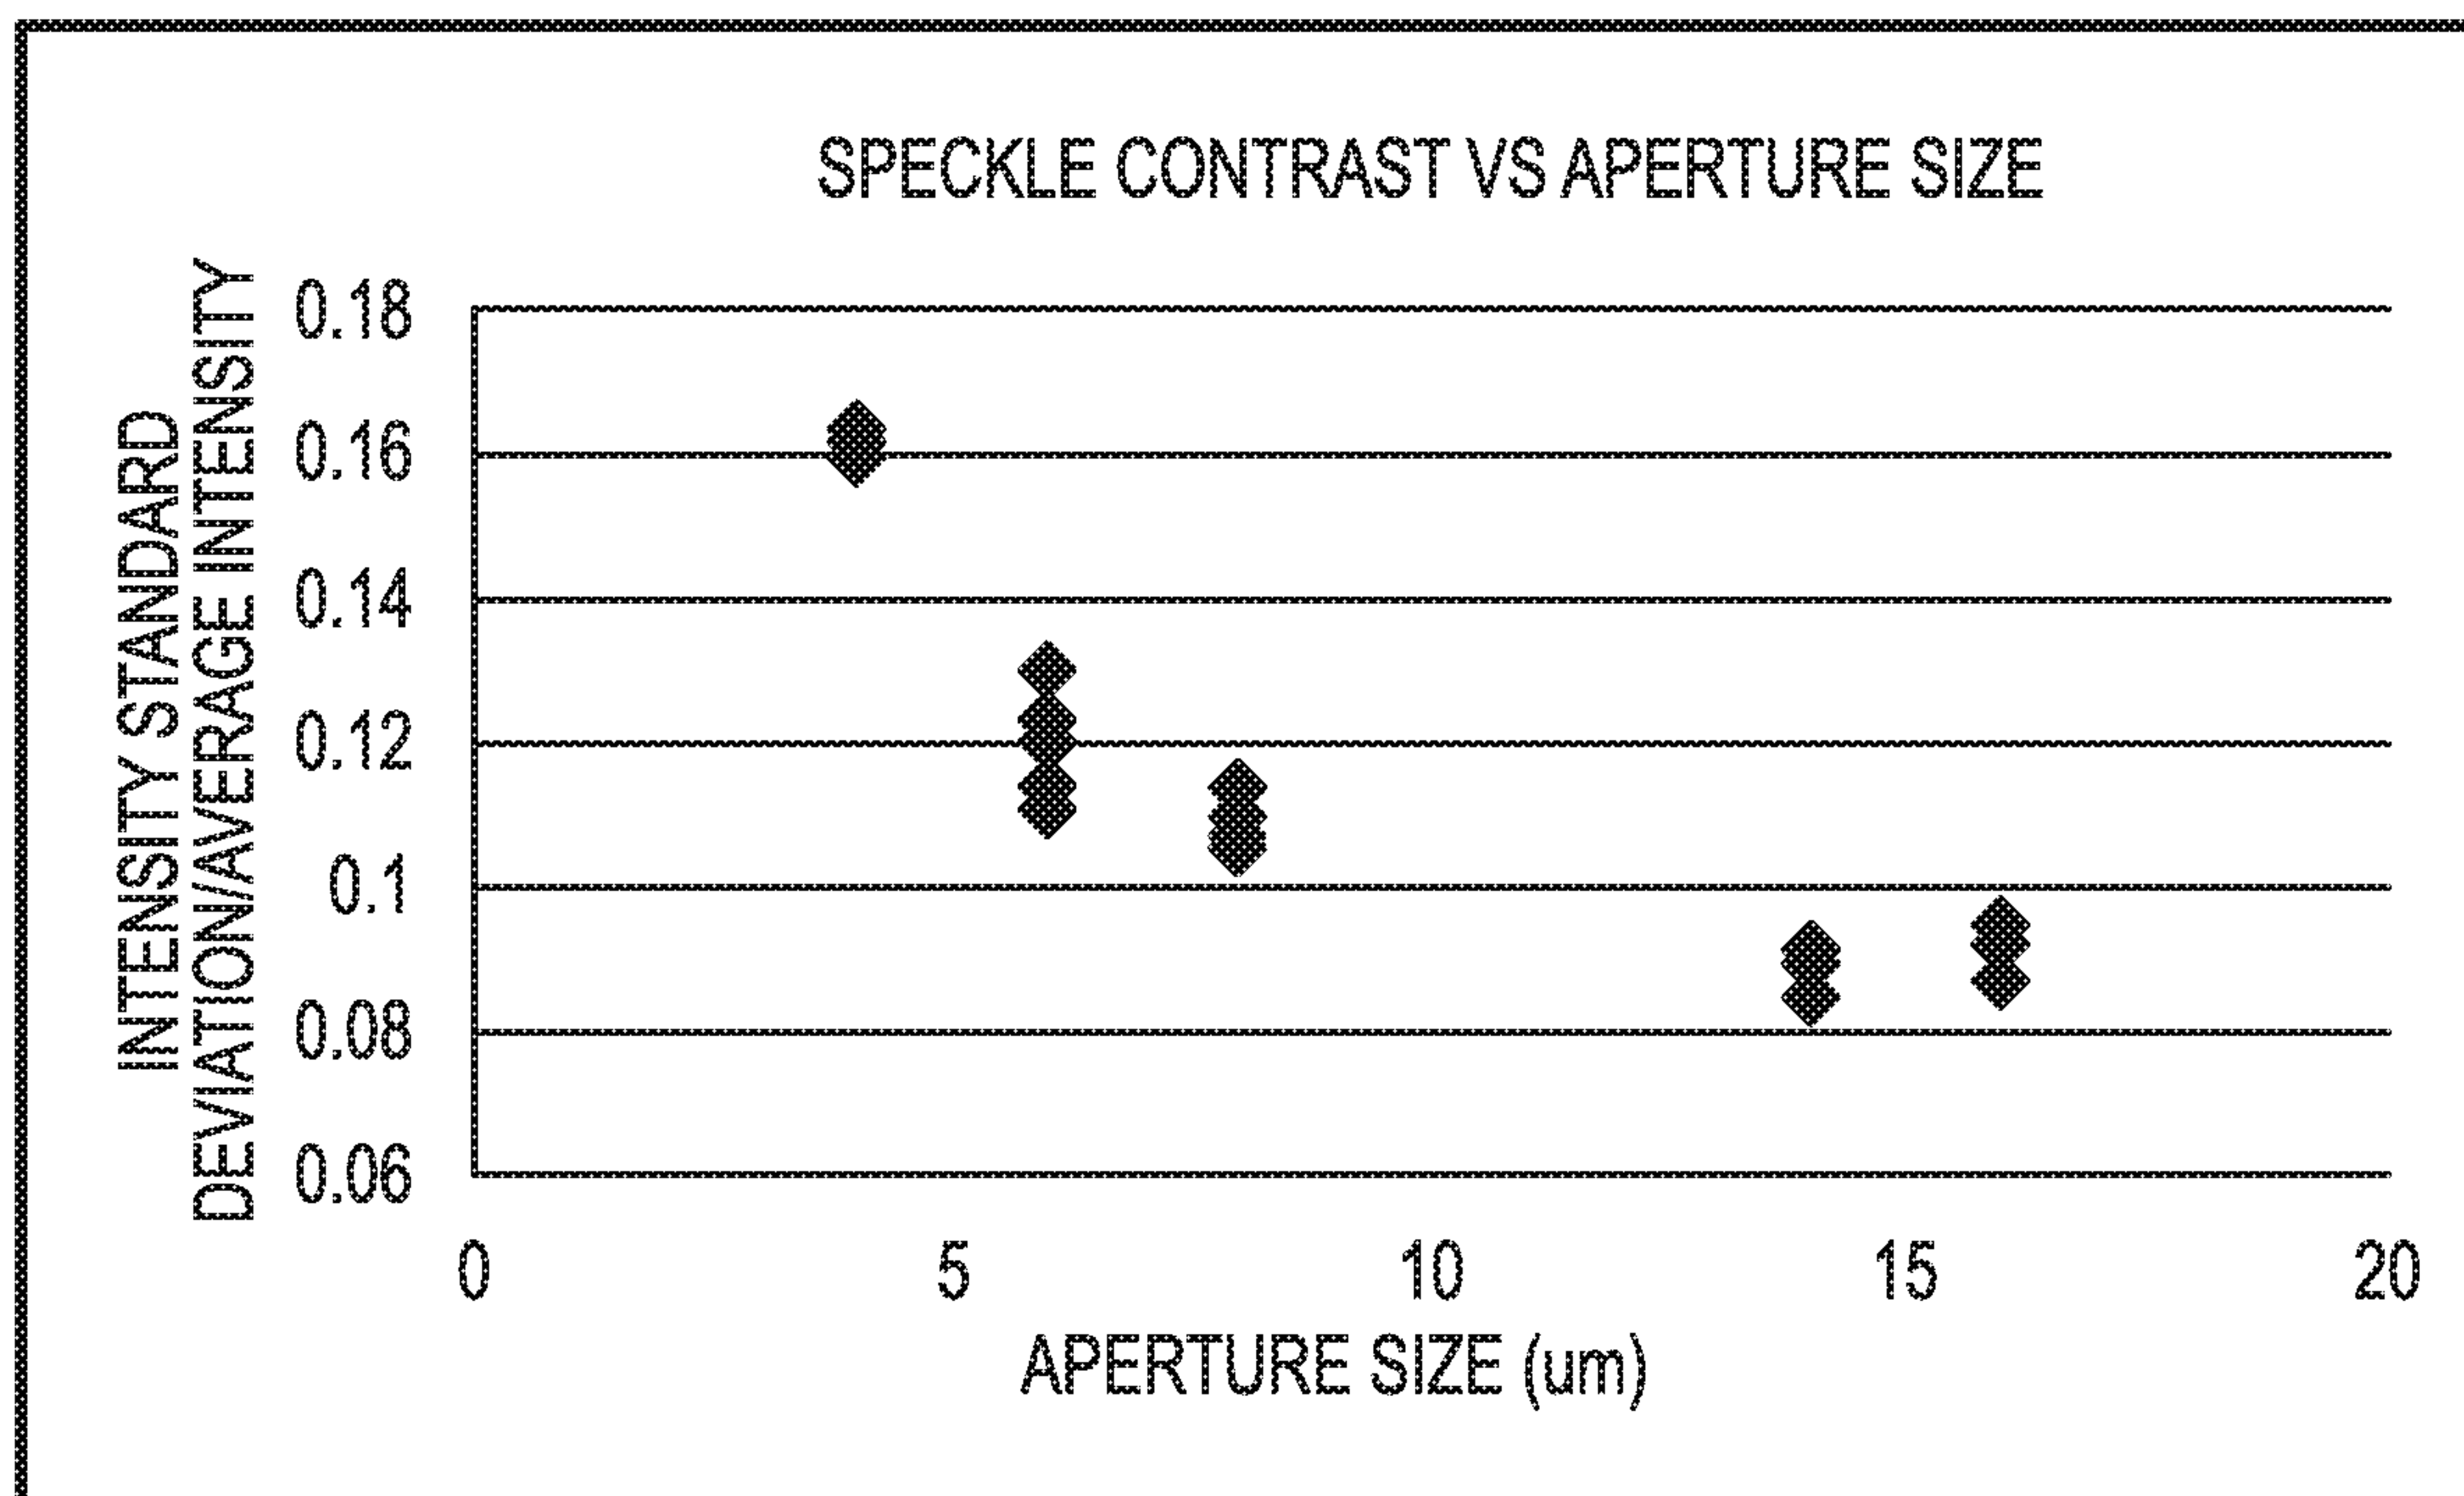 SPECKLE CONTRAST VS APERTURE SIZE
INTENSITY STANDARD
DEVIATION/AVERAGE INTENSITY
0.18
0.16
0.14
0.12
0.1
0.08
0.06
0 5 10 15 20
APERTURE SIZE (um)